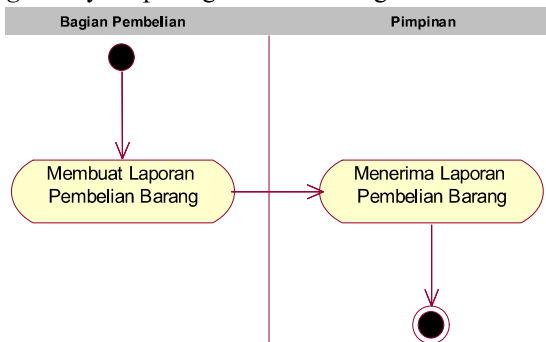 Bagian Pembelian
Pimpinan
Membuat Laporan
Pembelian Barang
Menerima Laporan
Pembelian Barang